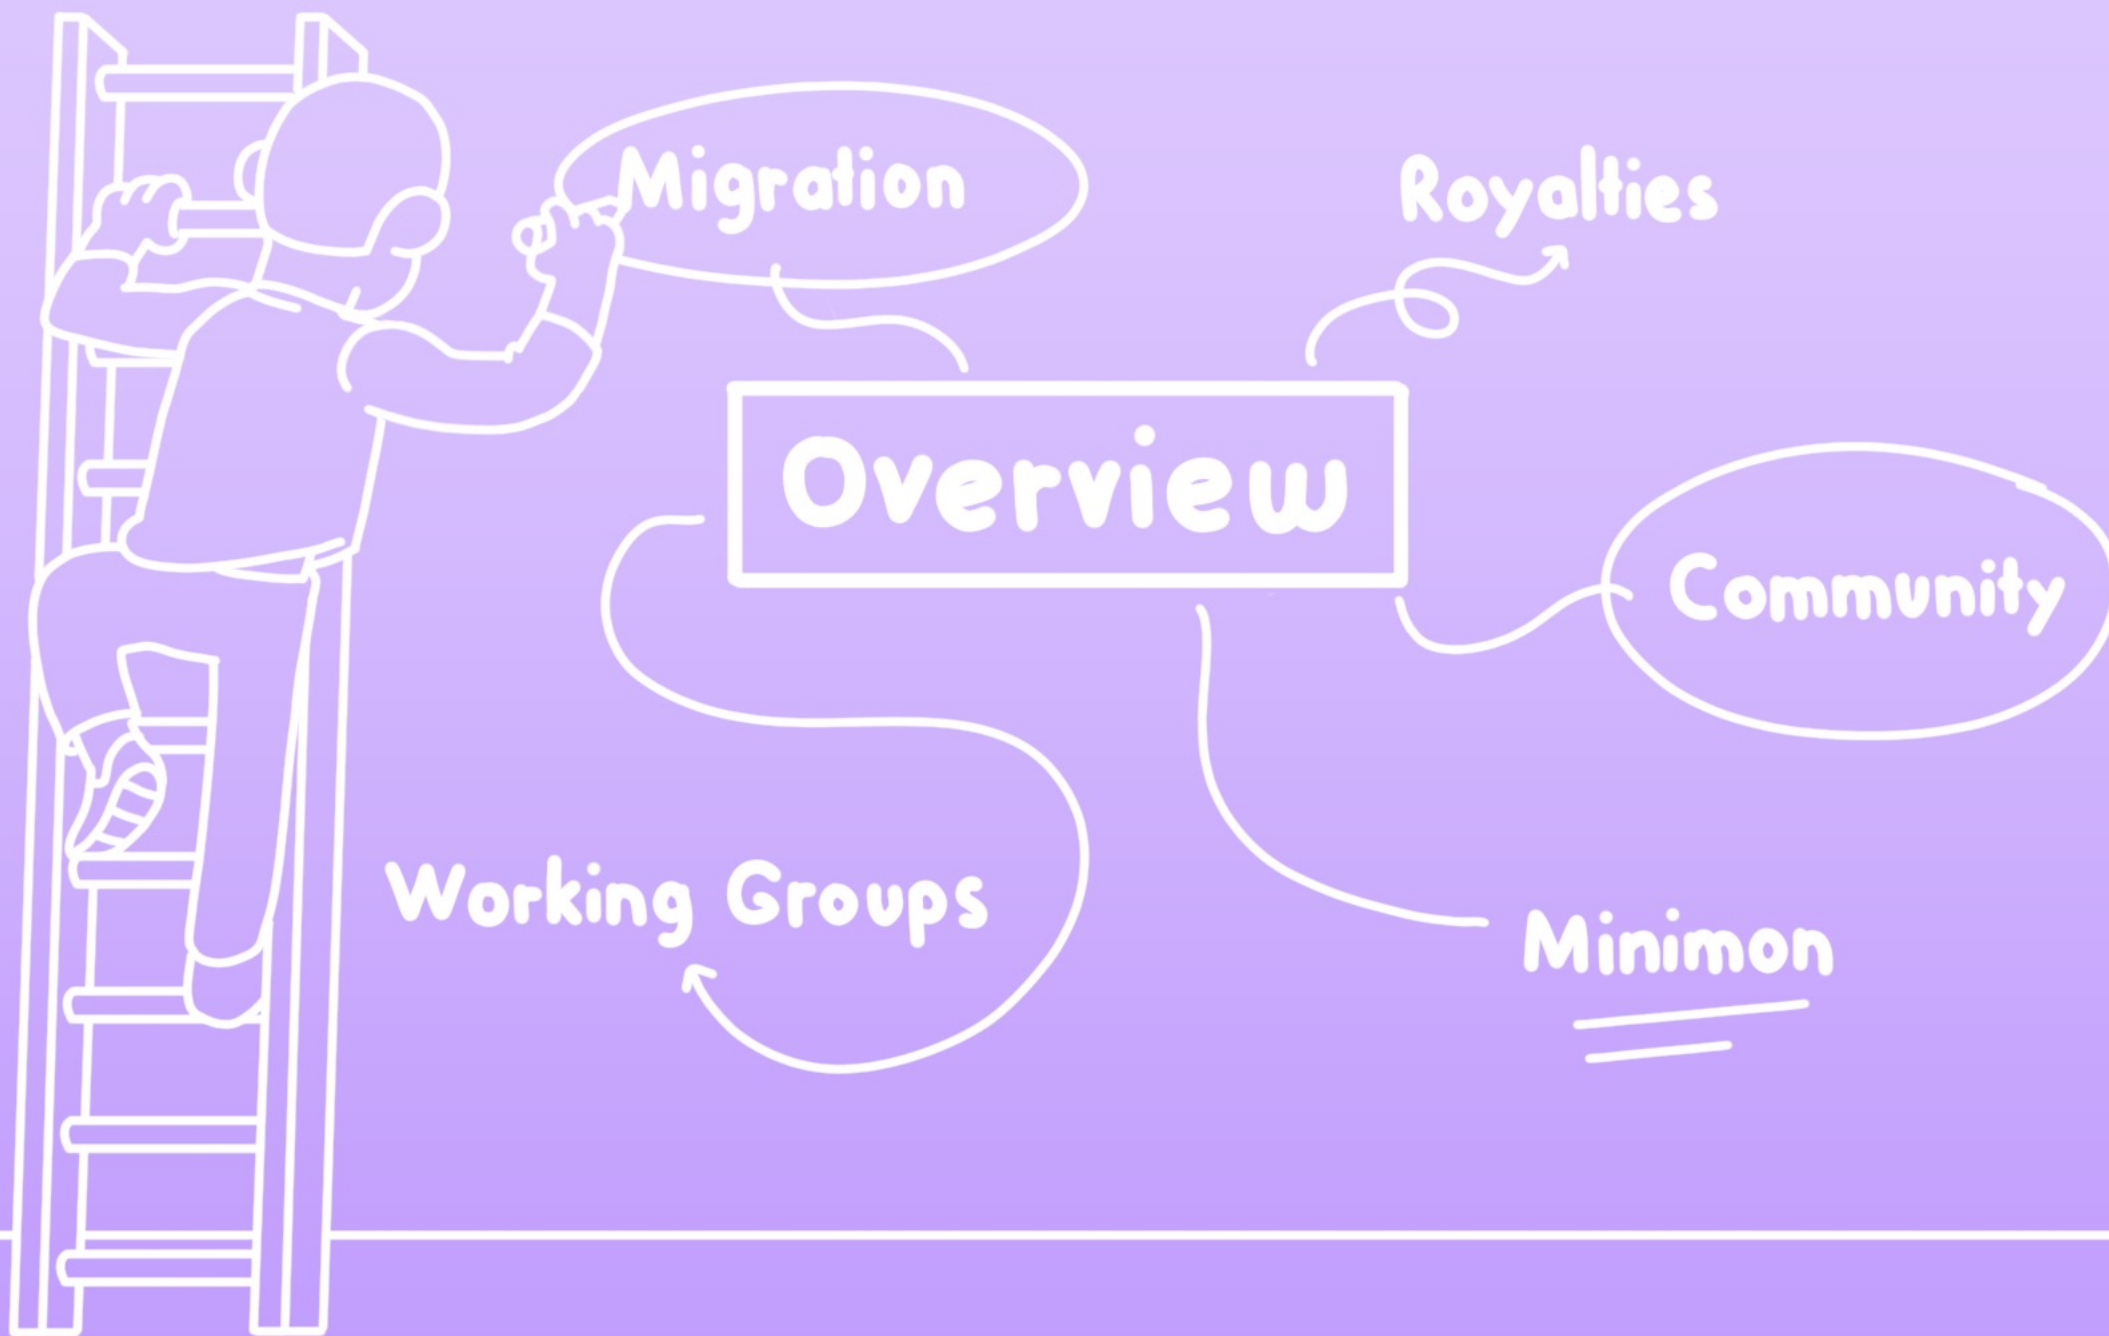 Migration
Royalties
Overview
Community
Working Groups
Minimon